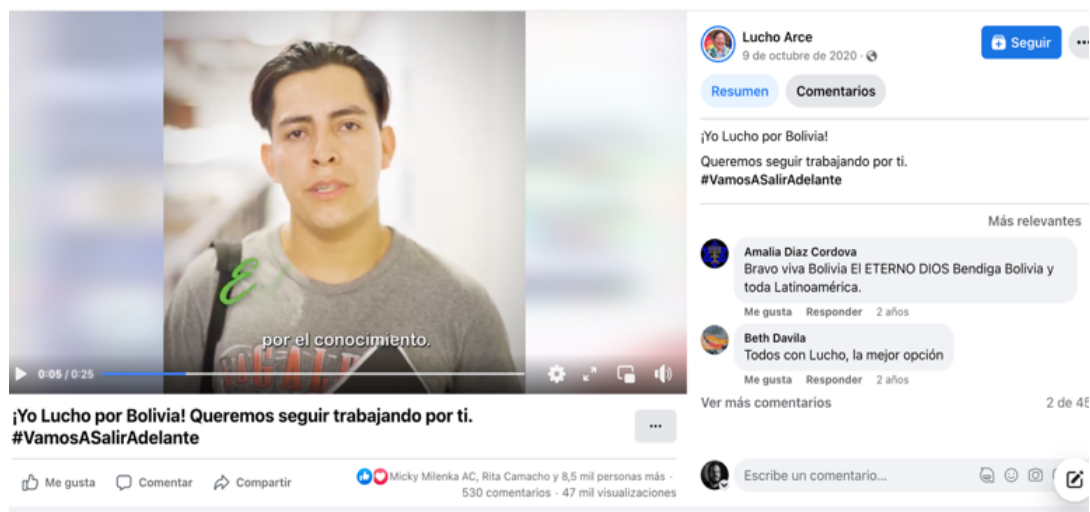 E
por el conocimiento.
0:05 / 0:25
¡Yo Lucho por Bolivia! Queremos seguir trabajando por ti.
#VamosASalirAdelante
...
Me gusta Comentar Compartir
Micky Milenka AC, Rita Camacho y 8,5 mil personas más ·
530 comentarios · 47 mil visualizaciones
Lucho Arce
9 de octubre de 2020 ·
Seguir
Resumen Comentarios
¡Yo Lucho por Bolivia!
Queremos seguir trabajando por ti.
#VamosASalirAdelante
Más relevantes
Amalia Diaz Cordova
Bravo viva Bolivia El ETERNO DIOS Bendiga Bolivia y
toda Latinoamérica.
Me gusta Responder 2 años
Beth Davila
Todos con Lucho, la mejor opción
Me gusta Responder 2 años
Ver más comentarios 2 de 45
Escribe un comentario...